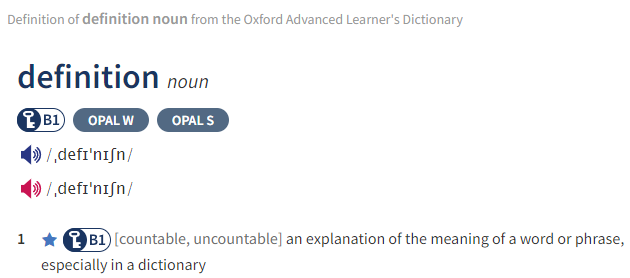 Definition of definition noun from the Oxford Advanced Learner's Dictionary
definition noun
B1 OPAL W OPAL S
/ˌdefɪˈnɪʃn/
/ˌdefɪˈnɪʃn/
1 B1 [countable, uncountable] an explanation of the meaning of a word or phrase,
especially in a dictionary